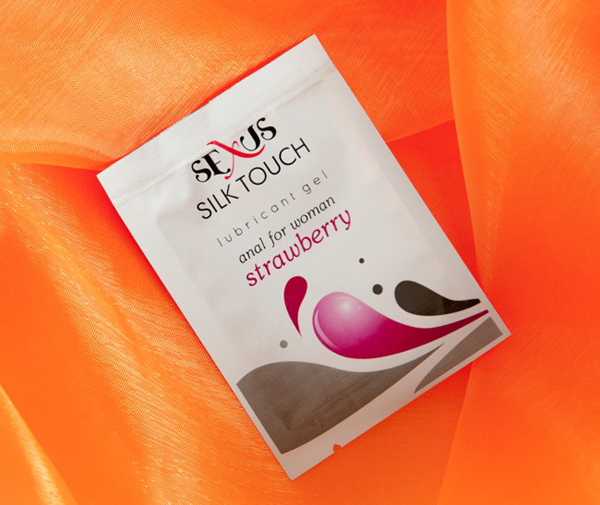 SEXUS
SILK TOUCH
lubricant gel
anal for woman
strawberry